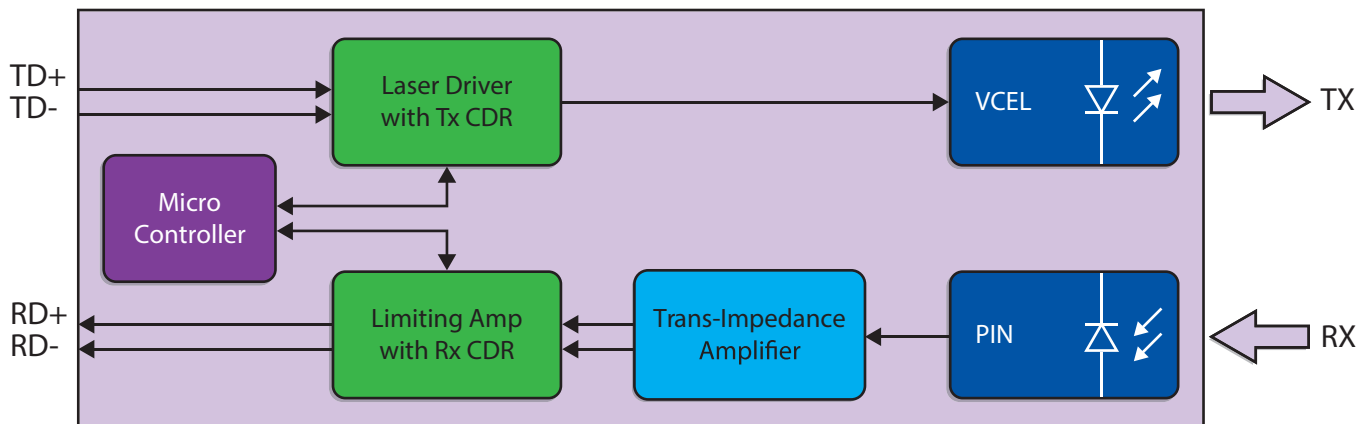 TD+
TD-
Laser Driver
with Tx CDR
VCEL
TX
Micro
Controller
RD+
RD-
Limiting Amp
with Rx CDR
Trans-Impedance
Amplifier
PIN
RX